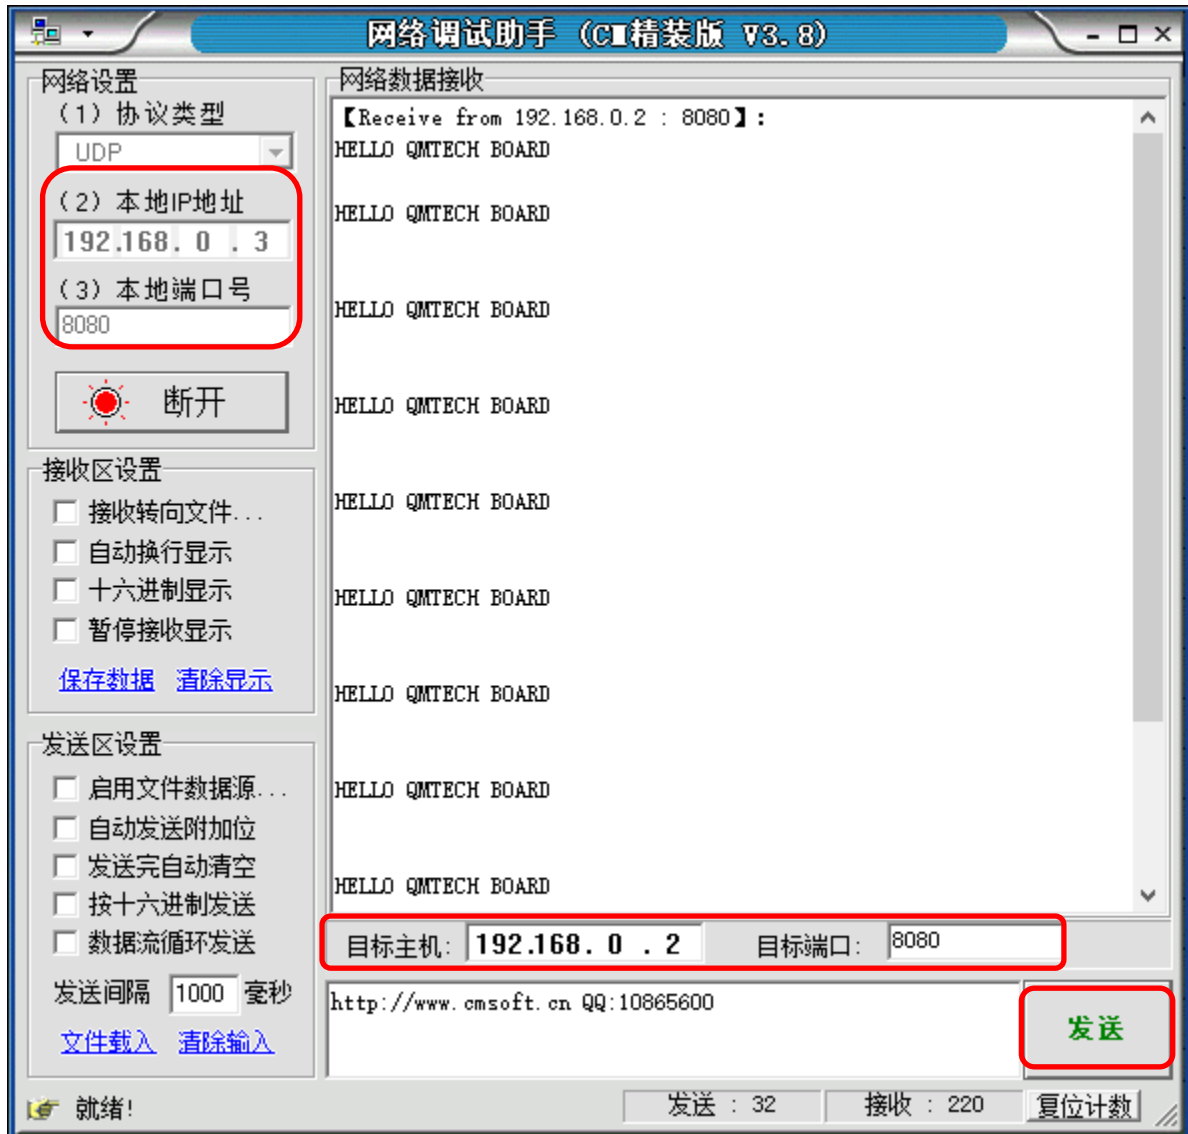 网络调试助手 (CM精装版 V3.8)
网络设置
(1) 协议类型
UDP
(2) 本地IP地址
192.168. 0 . 3
(3) 本地端口号
8080
断开
接收区设置
接收转向文件...
自动换行显示
十六进制显示
暂停接收显示
保存数据 清除显示
发送区设置
启用文件数据源...
自动发送附加位
发送完自动清空
按十六进制发送
数据流循环发送
发送间隔 1000 毫秒
文件载入 清除输入
网络数据接收
【Receive from 192.168.0.2 : 8080】:
HELLO QMTECH BOARD
HELLO QMTECH BOARD
HELLO QMTECH BOARD
HELLO QMTECH BOARD
HELLO QMTECH BOARD
HELLO QMTECH BOARD
HELLO QMTECH BOARD
HELLO QMTECH BOARD
HELLO QMTECH BOARD
目标主机: 192.168. 0 . 2 目标端口: 8080
http://www.cmsoft.cn QQ:10865600
发送
就绪! 发送 : 32 接收 : 220 复位计数